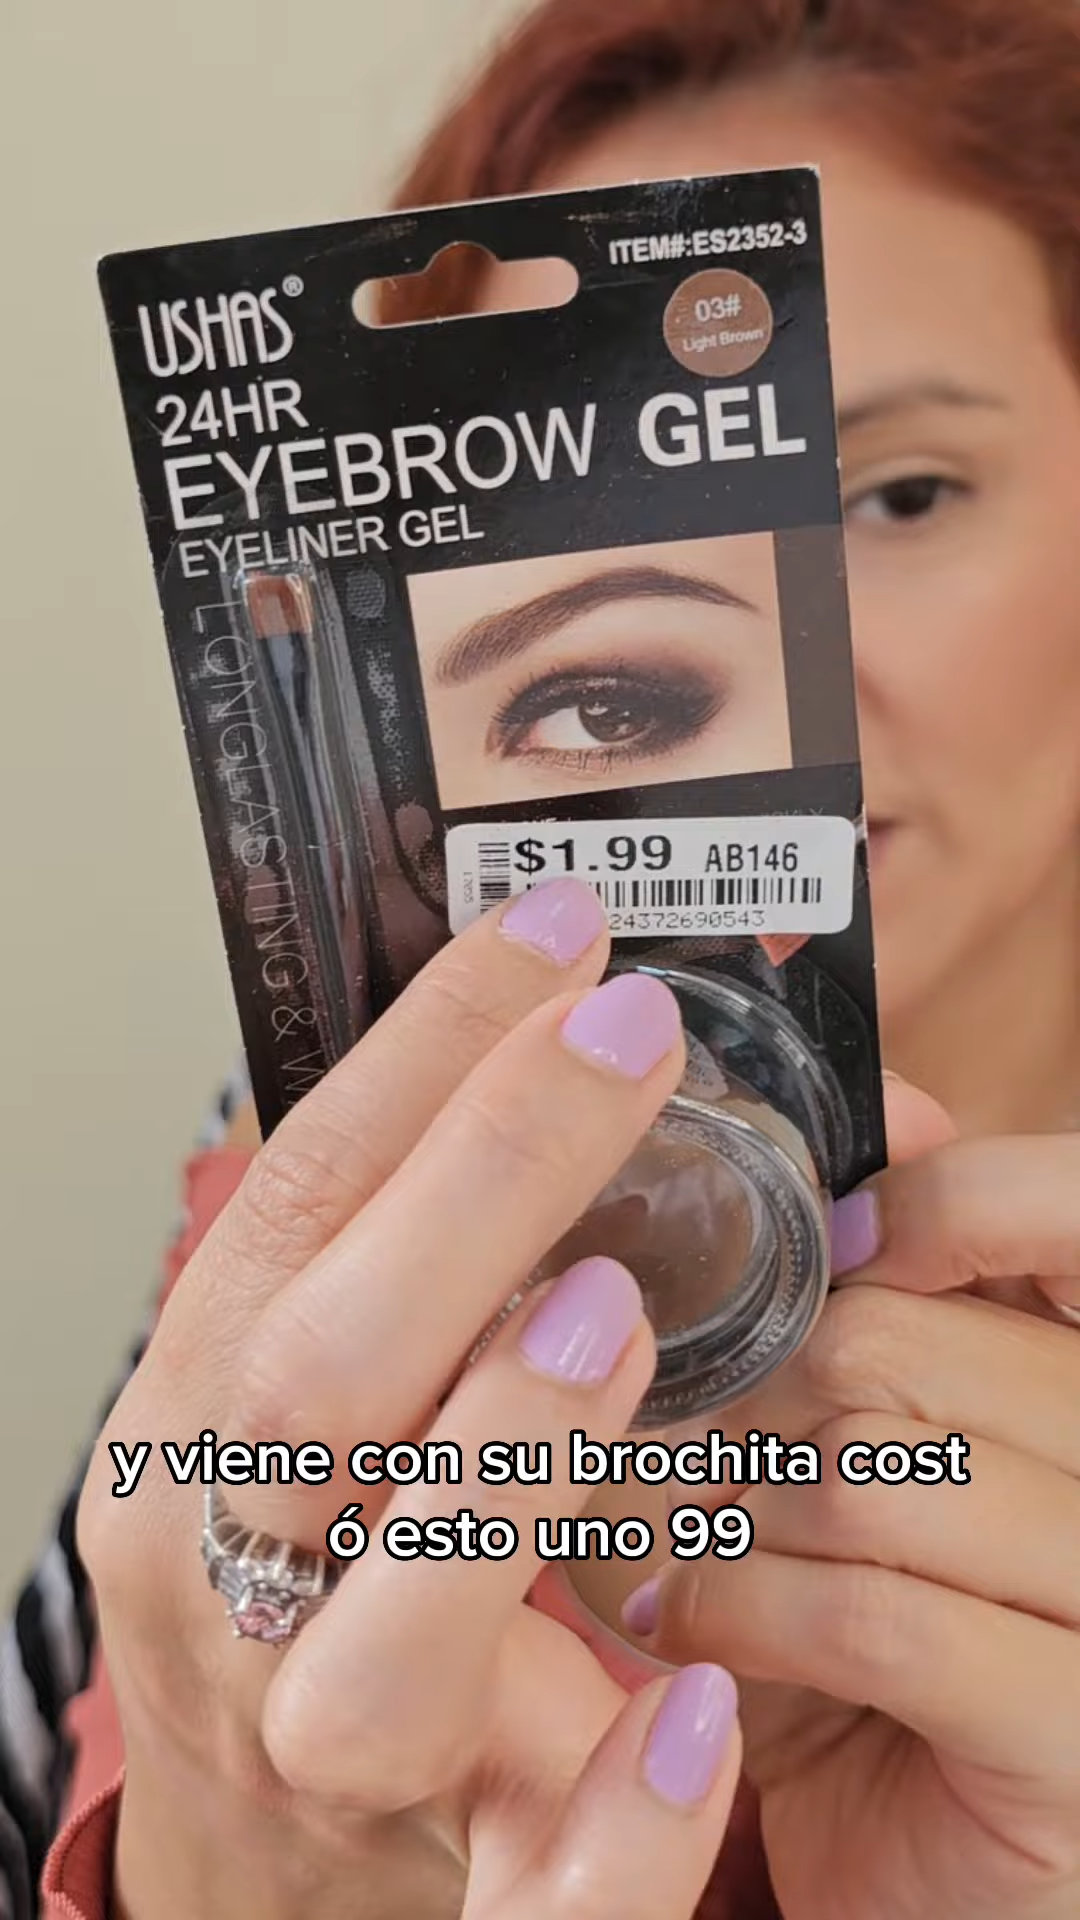 ITEM#:ES2352-3
USHAS®
03#
Light Brown
24HR
EYEBROW GEL
EYELINER GEL
LONGLASTING & W
$1.99 AB146
24372690543
y viene con su brochita cost
ó esto uno 99